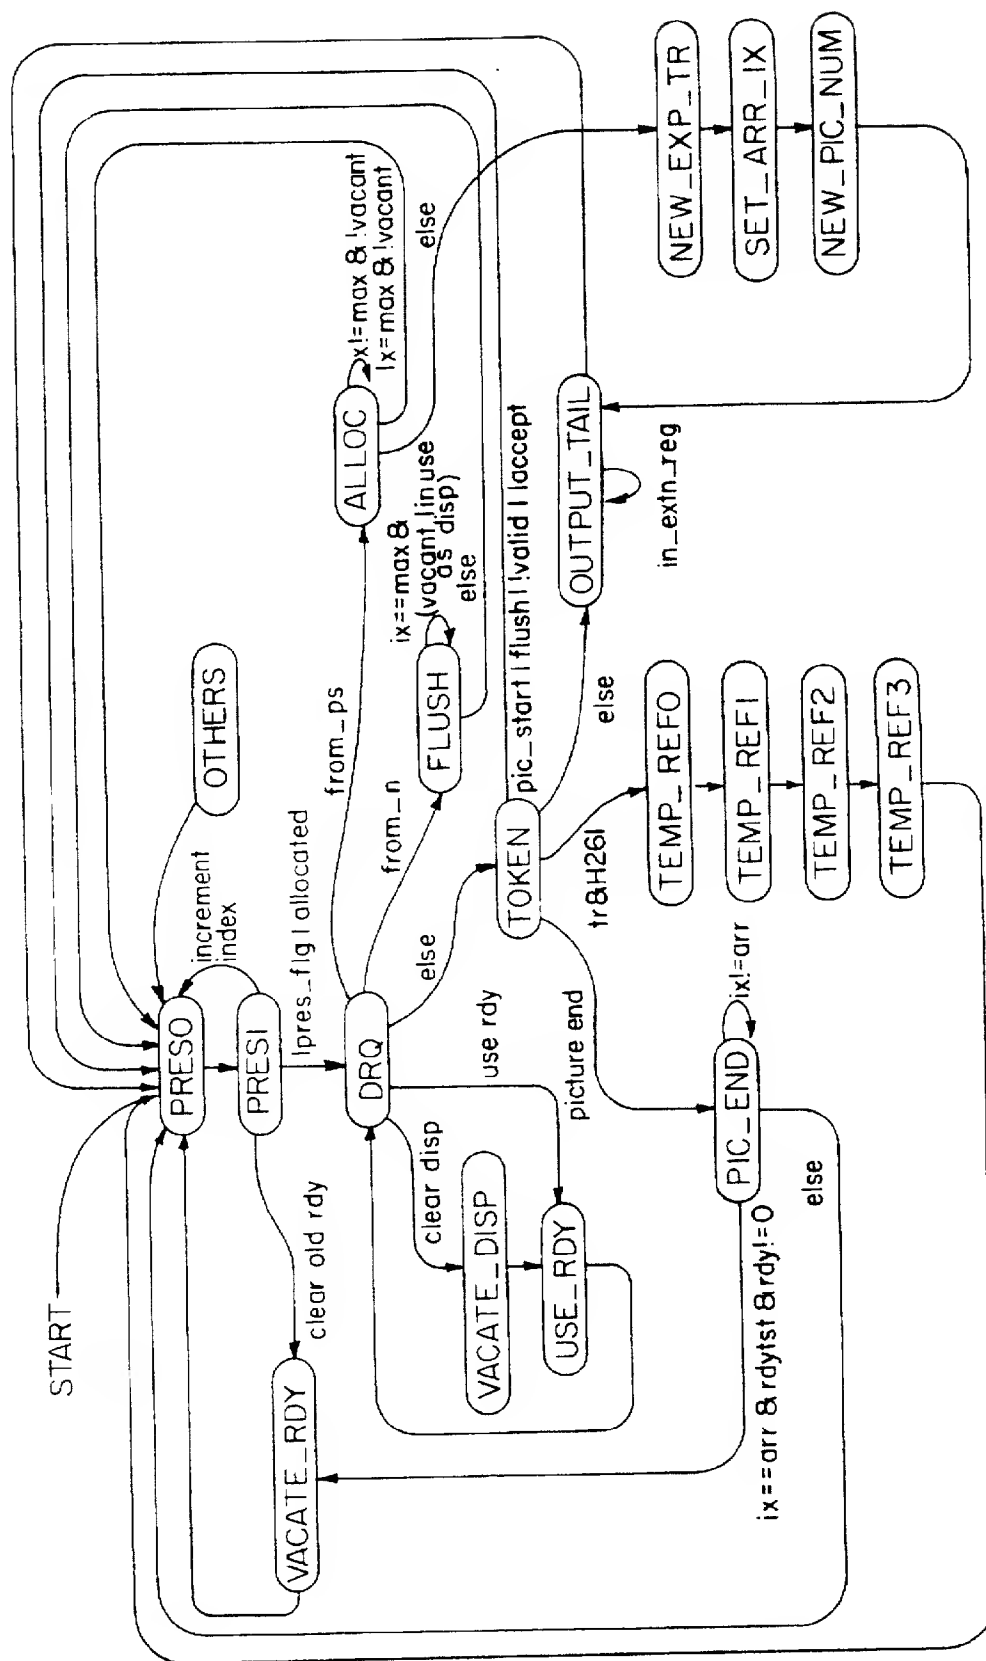 START
PRES0
OTHERS
PRES1
increment
index
!pres_flg | allocated
clear old rdy
VACATE_RDY
DRQ
from_ps
ALLOC
x!=max & !vacant
ix=max & !vacant
else
from_n
FLUSH
ix==max &
(vacant | inuse
as disp)
else
clear disp
use rdy
else
VACATE_DISP
USE_RDY
TOKEN
pic_start | flush | !valid | !accept
picture end
tr&H261
else
OUTPUT_TAIL
in_extn_reg
NEW_EXP_TR
SET_ARR_IX
NEW_PIC_NUM
TEMP_REF0
TEMP_REF1
TEMP_REF2
TEMP_REF3
PIC_END
ix!=arr
else
ix==arr & rdytst & rdy!=0